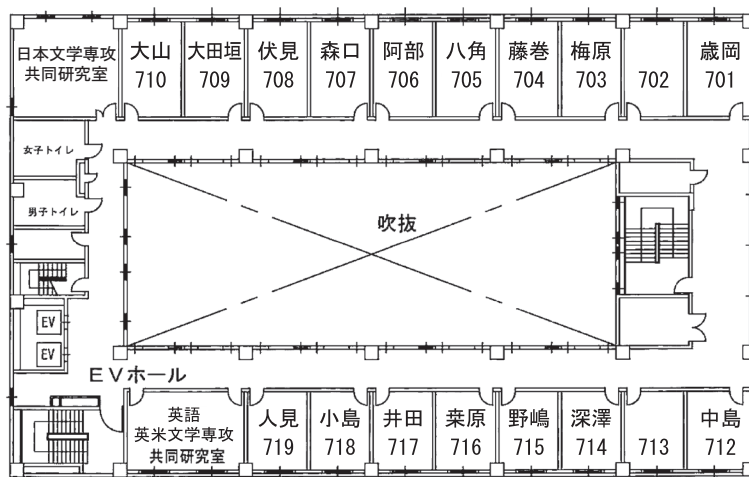 日本文学専攻
共同研究室
大山
710
大田垣
709
伏見
708
森口
707
阿部
706
八角
705
藤巻
704
梅原
703
702
歳岡
701
女子トイレ
男子トイレ
吹抜
EV
EV
EVホール
英語
英米文学専攻
共同研究室
人見
719
小島
718
井田
717
桒原
716
野嶋
715
深澤
714
713
中島
712